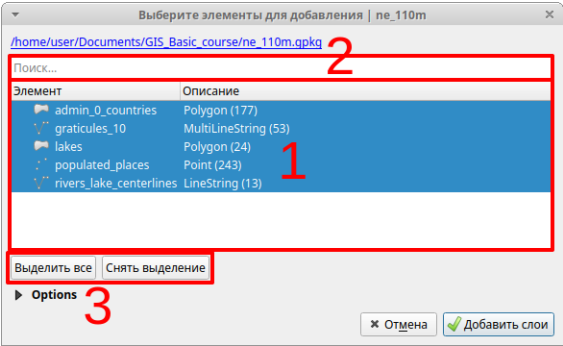 Выберите элементы для добавления | ne_110m
/home/user/Documents/GIS_Basic_course/ne_110m.gpkg
2
Поиск...
Элемент Описание
admin_0_countries Polygon (177)
graticules_10 MultiLineString (53)
lakes Polygon (24)
populated_places Point (243)
rivers_lake_centerlines LineString (13)
1
Выделить все Снять выделение
Options
3
Отмена Добавить слои